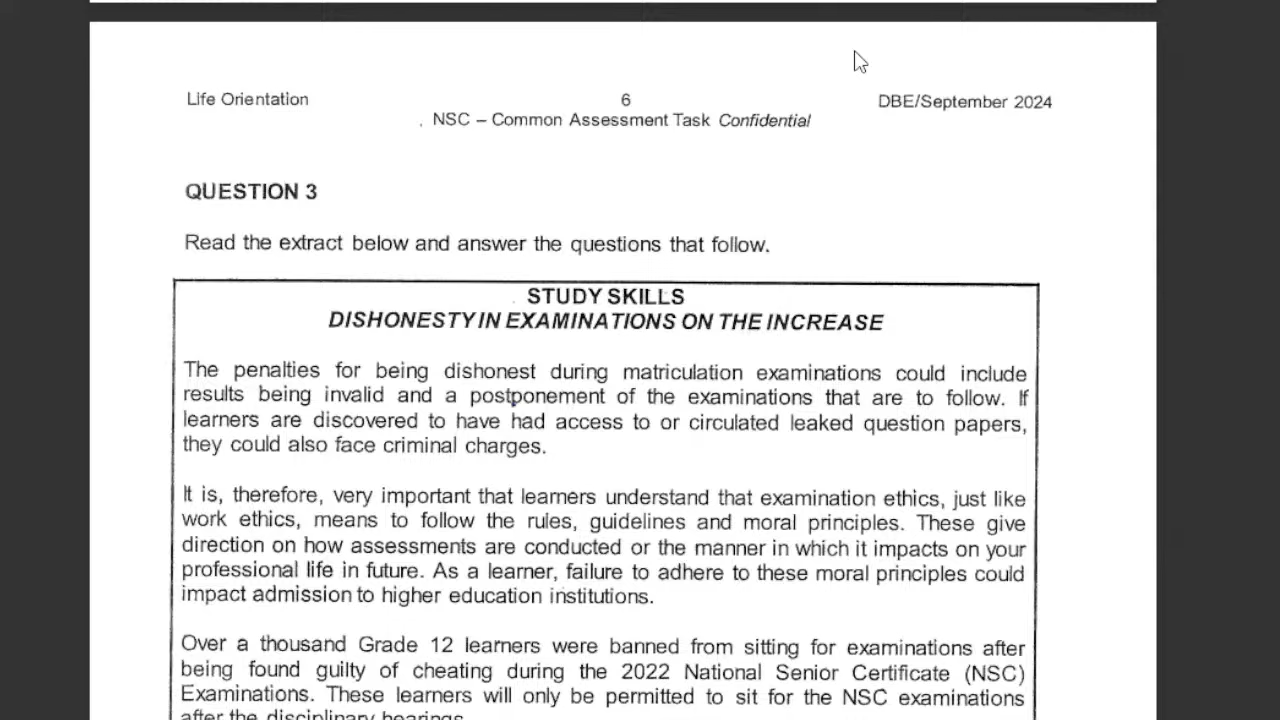 Life Orientation
6
DBE/September 2024
NSC – Common Assessment Task Confidential
QUESTION 3
Read the extract below and answer the questions that follow.
STUDY SKILLS
DISHONESTY IN EXAMINATIONS ON THE INCREASE
The penalties for being dishonest during matriculation examinations could include
results being invalid and a postponement of the examinations that are to follow. If
learners are discovered to have had access to or circulated leaked question papers,
they could also face criminal charges.
It is, therefore, very important that learners understand that examination ethics, just like
work ethics, means to follow the rules, guidelines and moral principles. These give
direction on how assessments are conducted or the manner in which it impacts on your
professional life in future. As a learner, failure to adhere to these moral principles could
impact admission to higher education institutions.
Over a thousand Grade 12 learners were banned from sitting for examinations after
being found guilty of cheating during the 2022 National Senior Certificate (NSC)
Examinations. These learners will only be permitted to sit for the NSC examinations
after the disciplinary hearings